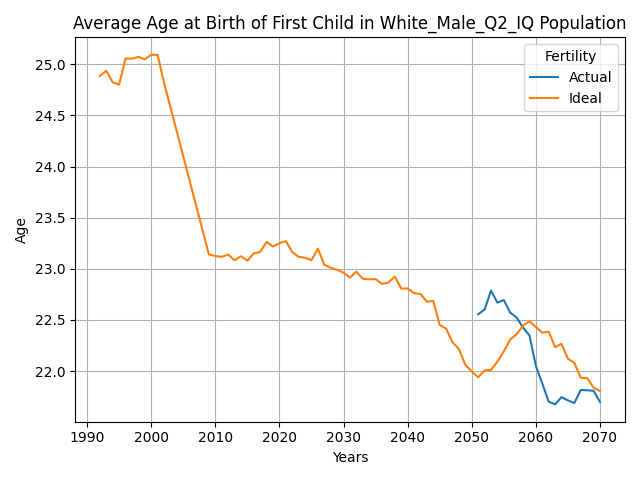 Average Age at Birth of First Child in White_Male_Q2_IQ Population
Fertility
Actual
Ideal
25.0
24.5
24.0
23.5
23.0
22.5
22.0
Age
1990 2000 2010 2020 2030 2040 2050 2060 2070
Years